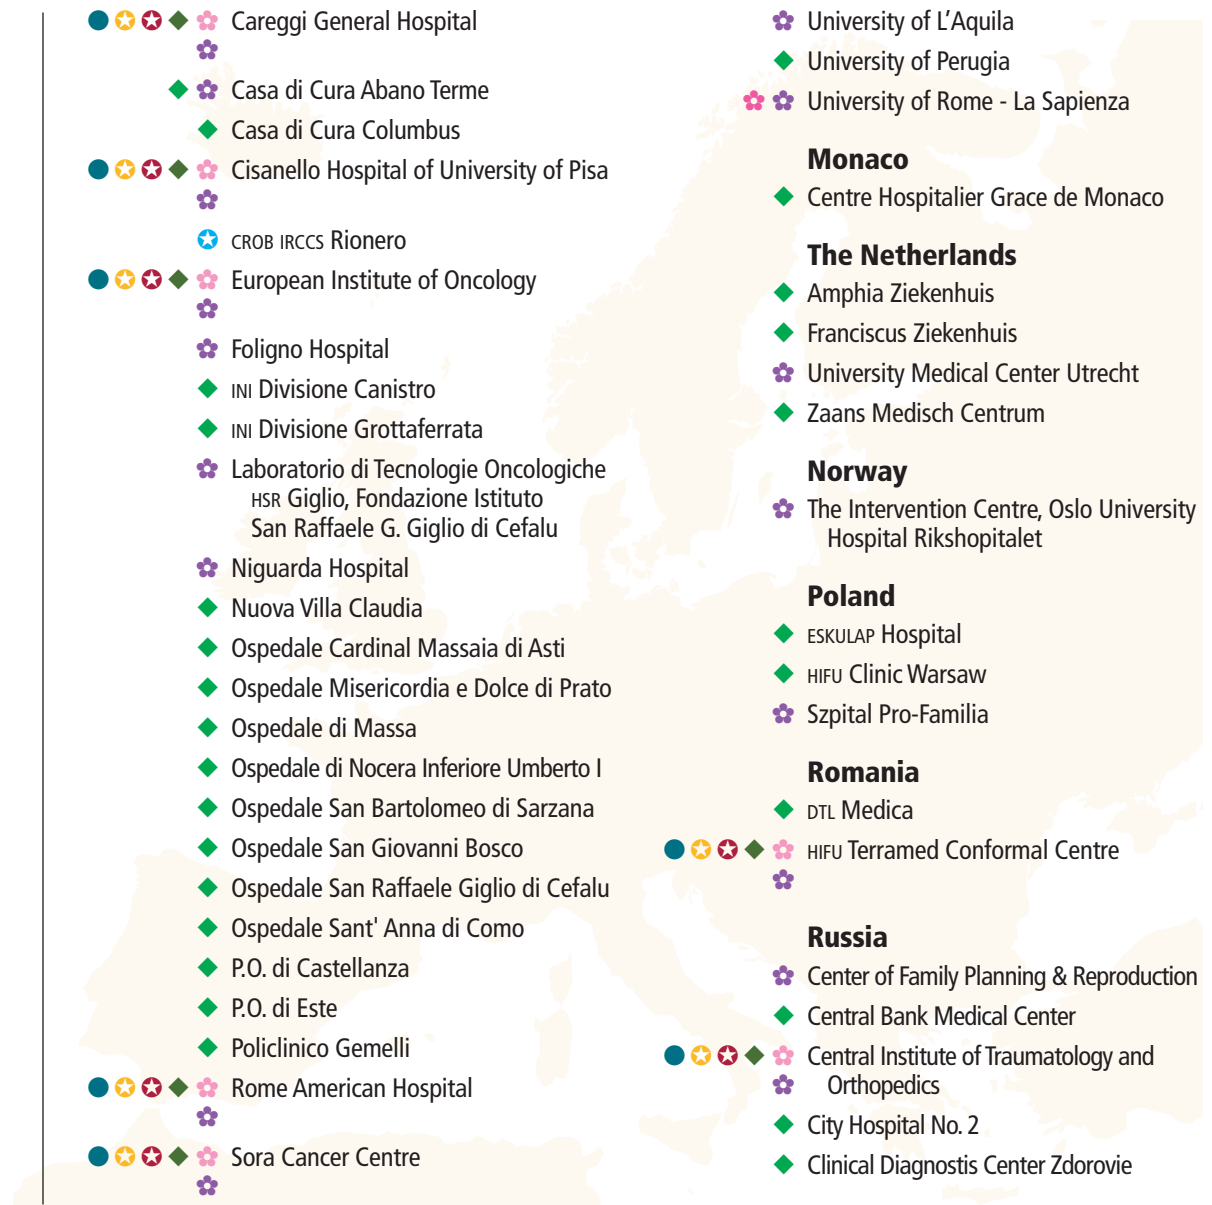 Careggi General Hospital
Casa di Cura Abano Terme
Casa di Cura Columbus
Cisanello Hospital of University of Pisa
CROB IRCCS Rionero
European Institute of Oncology
Foligno Hospital
INI Divisione Canistro
INI Divisione Grottaferrata
Laboratorio di Tecnologie Oncologiche
HSR Giglio, Fondazione Istituto
San Raffaele G. Giglio di Cefalu
Niguarda Hospital
Nuova Villa Claudia
Ospedale Cardinal Massaia di Asti
Ospedale Misericordia e Dolce di Prato
Ospedale di Massa
Ospedale di Nocera Inferiore Umberto I
Ospedale San Bartolomeo di Sarzana
Ospedale San Giovanni Bosco
Ospedale San Raffaele Giglio di Cefalu
Ospedale Sant' Anna di Como
P.O. di Castellanza
P.O. di Este
Policlinico Gemelli
Rome American Hospital
Sora Cancer Centre
University of L'Aquila
University of Perugia
University of Rome - La Sapienza
Monaco
Centre Hospitalier Grace de Monaco
The Netherlands
Amphia Ziekenhuis
Franciscus Ziekenhuis
University Medical Center Utrecht
Zaans Medisch Centrum
Norway
The Intervention Centre, Oslo University
Hospital Rikshopitalet
Poland
ESKULAP Hospital
HIFU Clinic Warsaw
Szpital Pro-Familia
Romania
DTL Medica
HIFU Terramed Conformal Centre
Russia
Center of Family Planning & Reproduction
Central Bank Medical Center
Central Institute of Traumatology and
Orthopedics
City Hospital No. 2
Clinical Diagnostis Center Zdorovie